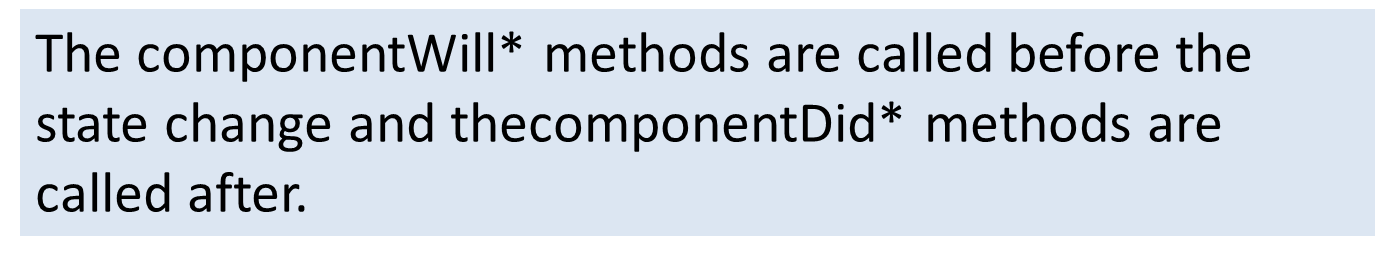 The componentWill* methods are called before the
state change and thecomponentDid* methods are
called after.